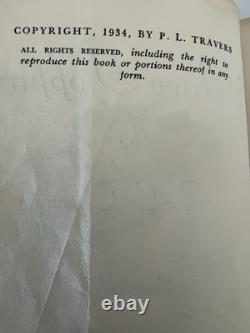 COPYRIGHT, 1934, BY P. L. TRAVERS
ALL RIGHTS RESERVED, including the right to
reproduce this book or portions thereof in any
form.